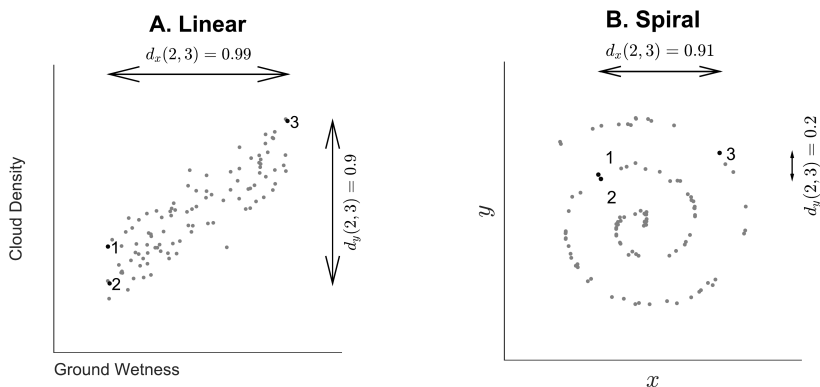 A. Linear
d_x(2, 3) = 0.99
3
d_y(2, 3) = 0.9
1
2
Cloud Density
Ground Wetness
B. Spiral
d_x(2, 3) = 0.91
1
3
2
d_y(2, 3) = 0.2
y
x